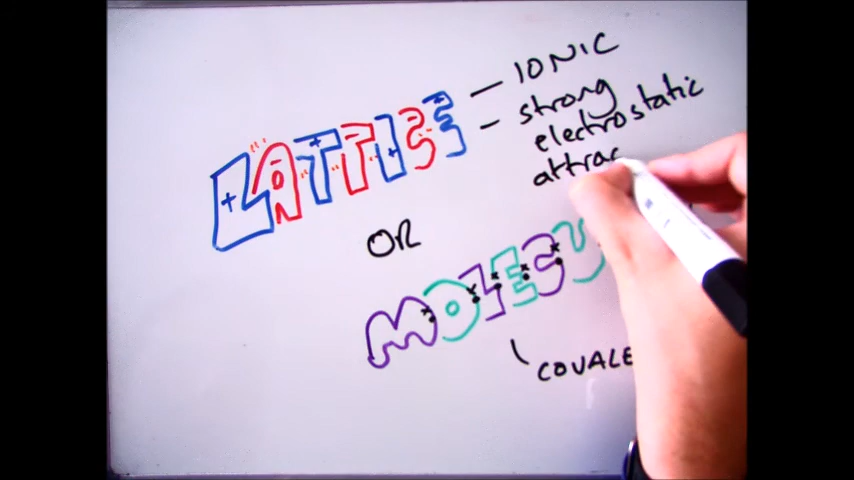 LATTICE
– IONIC
– strong
electrostatic
attrac
OR
MOLECU
COVALE